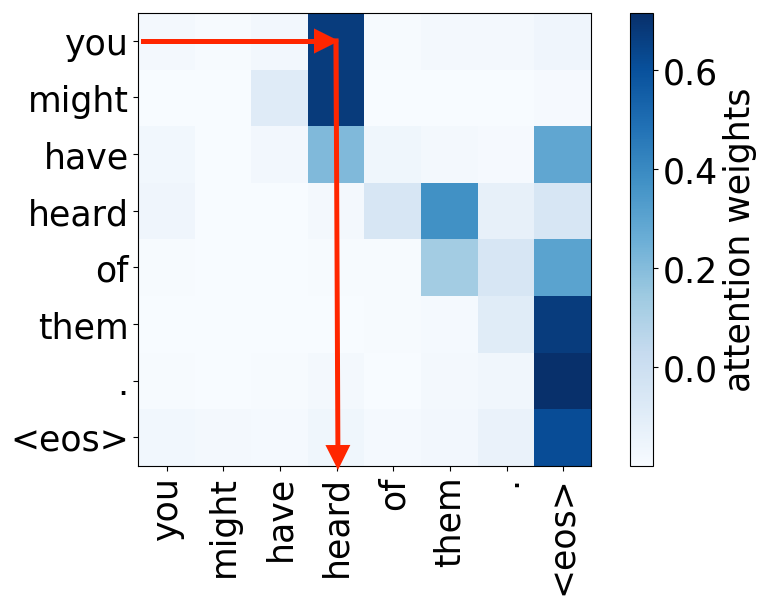 you
might
have
heard
of
them
.
<eos>
you
might
have
heard
of
them
.
<eos>
0.6
0.4
0.2
0.0
attention weights